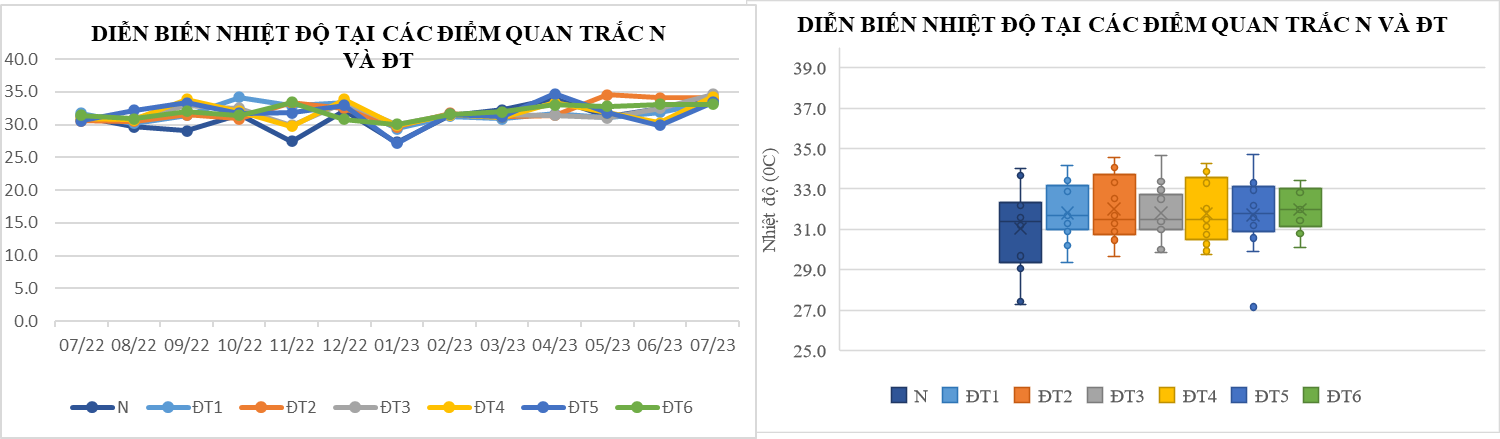 DIỄN BIẾN NHIỆT ĐỘ TẠI CÁC ĐIỂM QUAN TRẮC N
VÀ ĐT
40.0
35.0
30.0
25.0
20.0
15.0
10.0
5.0
0.0
07/22 08/22 09/22 10/22 11/22 12/22 01/23 02/23 03/23 04/23 05/23 06/23 07/23
N ĐT1 ĐT2 ĐT3 ĐT4 ĐT5 ĐT6
DIỄN BIẾN NHIỆT ĐỘ TẠI CÁC ĐIỂM QUAN TRẮC N VÀ ĐT
Nhiệt độ (0C)
39.0
37.0
35.0
33.0
31.0
29.0
27.0
25.0
N ĐT1 ĐT2 ĐT3 ĐT4 ĐT5 ĐT6